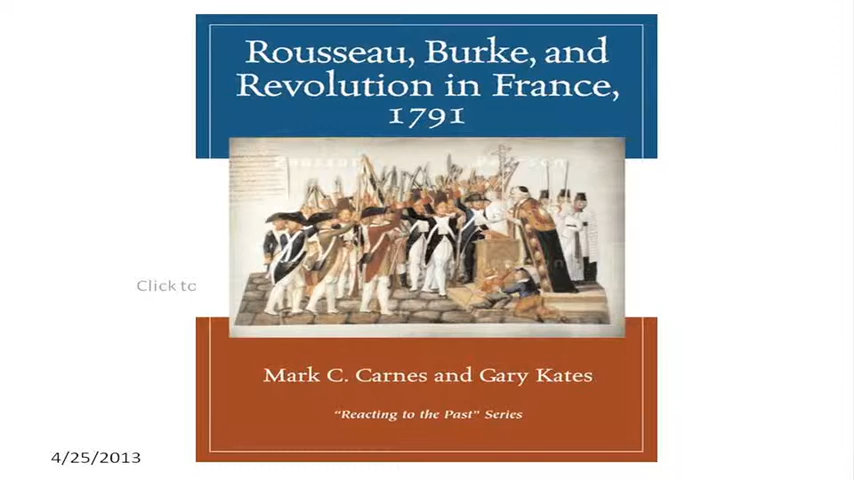 Rousseau, Burke, and
Revolution in France,
1791
Click to
Mark C. Carnes and Gary Kates
"Reacting to the Past" Series
4/25/2013